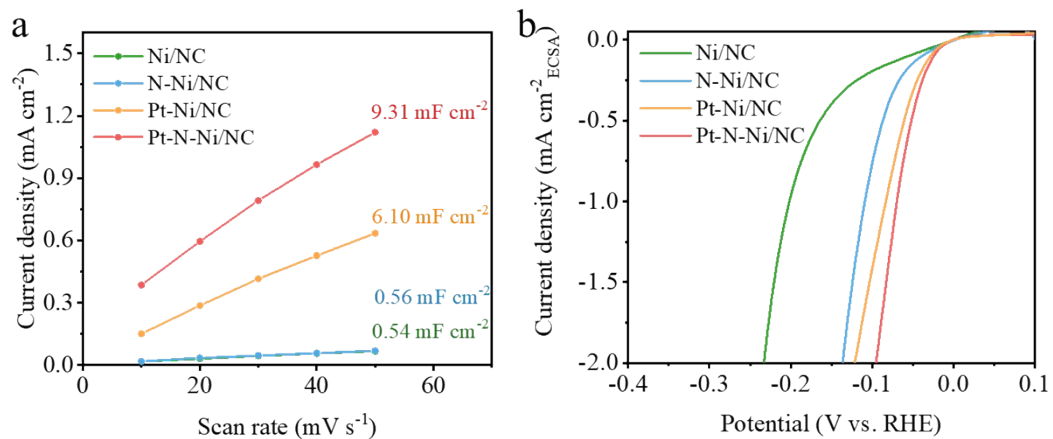 a
Current density (mA cm⁻²)
1.5
1.2
0.9
0.6
0.3
0.0
Ni/NC
N-Ni/NC
Pt-Ni/NC
Pt-N-Ni/NC
9.31 mF cm⁻²
6.10 mF cm⁻²
0.56 mF cm⁻²
0.54 mF cm⁻²
0 20 40 60
Scan rate (mV s⁻¹)
b
Current density (mA cm⁻² ECSA)
0.0
-0.5
-1.0
-1.5
-2.0
Ni/NC
N-Ni/NC
Pt-Ni/NC
Pt-N-Ni/NC
-0.4 -0.3 -0.2 -0.1 0.0 0.1
Potential (V vs. RHE)